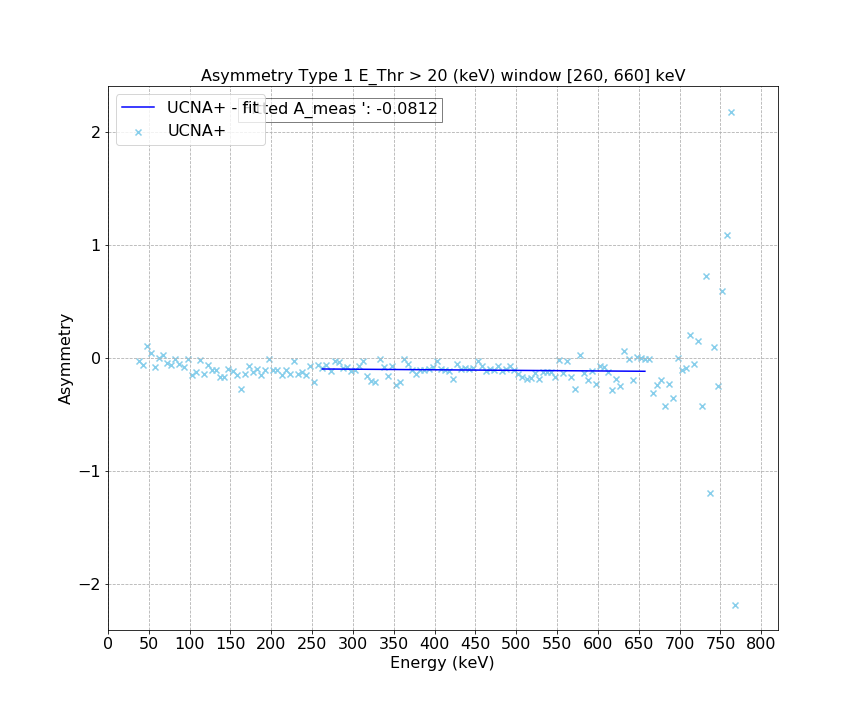 Asymmetry Type 1 E_Thr > 20 (keV) window [260, 660] keV
UCNA+ - fit
tted A_meas ': -0.0812
UCNA+
2
1
0
−1
−2
Asymmetry
0 50 100 150 200 250 300 350 400 450 500 550 600 650 700 750 800
Energy (keV)